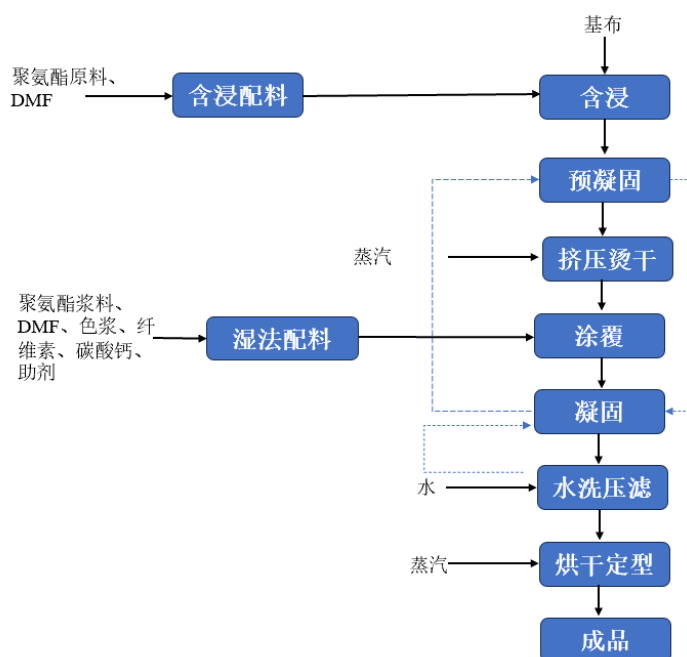 基布
聚氨酯原料、
DMF
含浸配料
含浸
预凝固
蒸汽
挤压烫干
聚氨酯浆料、
DMF、色浆、纤
维素、碳酸钙、
助剂
湿法配料
涂覆
凝固
水
水洗压滤
蒸汽
烘干定型
成品